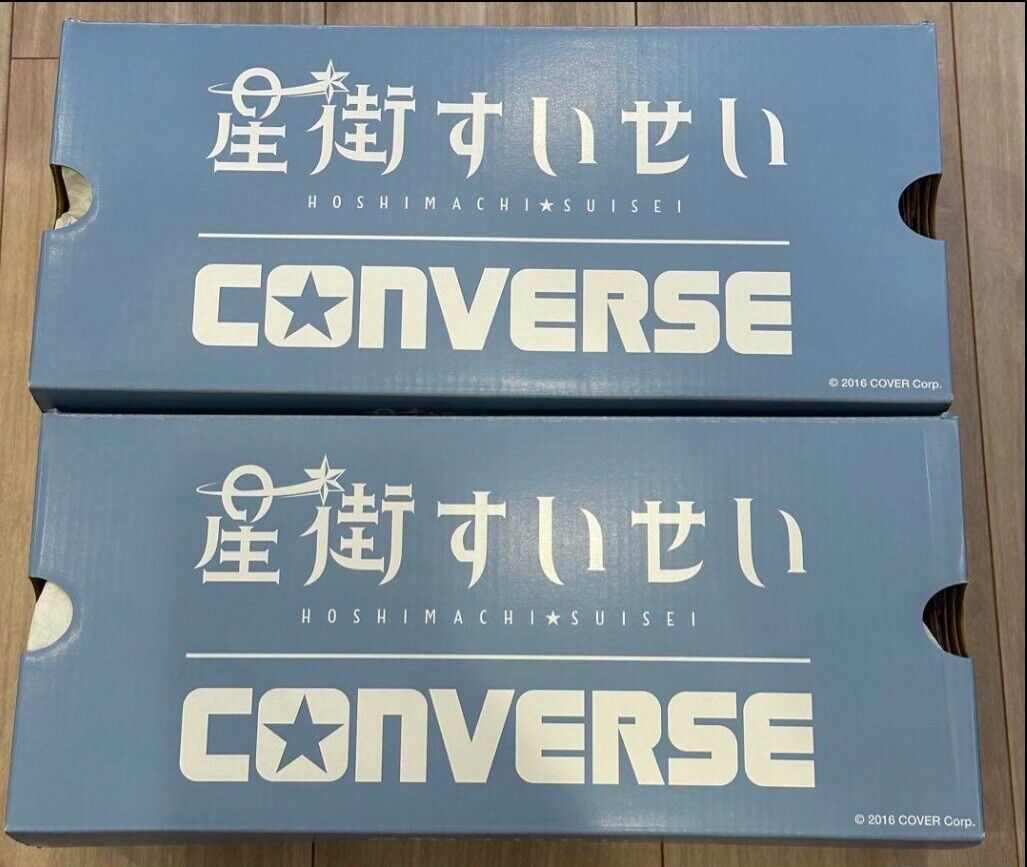 星街すいせい
HOSHIMACHI★SUISEI
CONVERSE
© 2016 COVER Corp.
星街すいせい
HOSHIMACHI★SUISEI
CONVERSE
© 2016 COVER Corp.